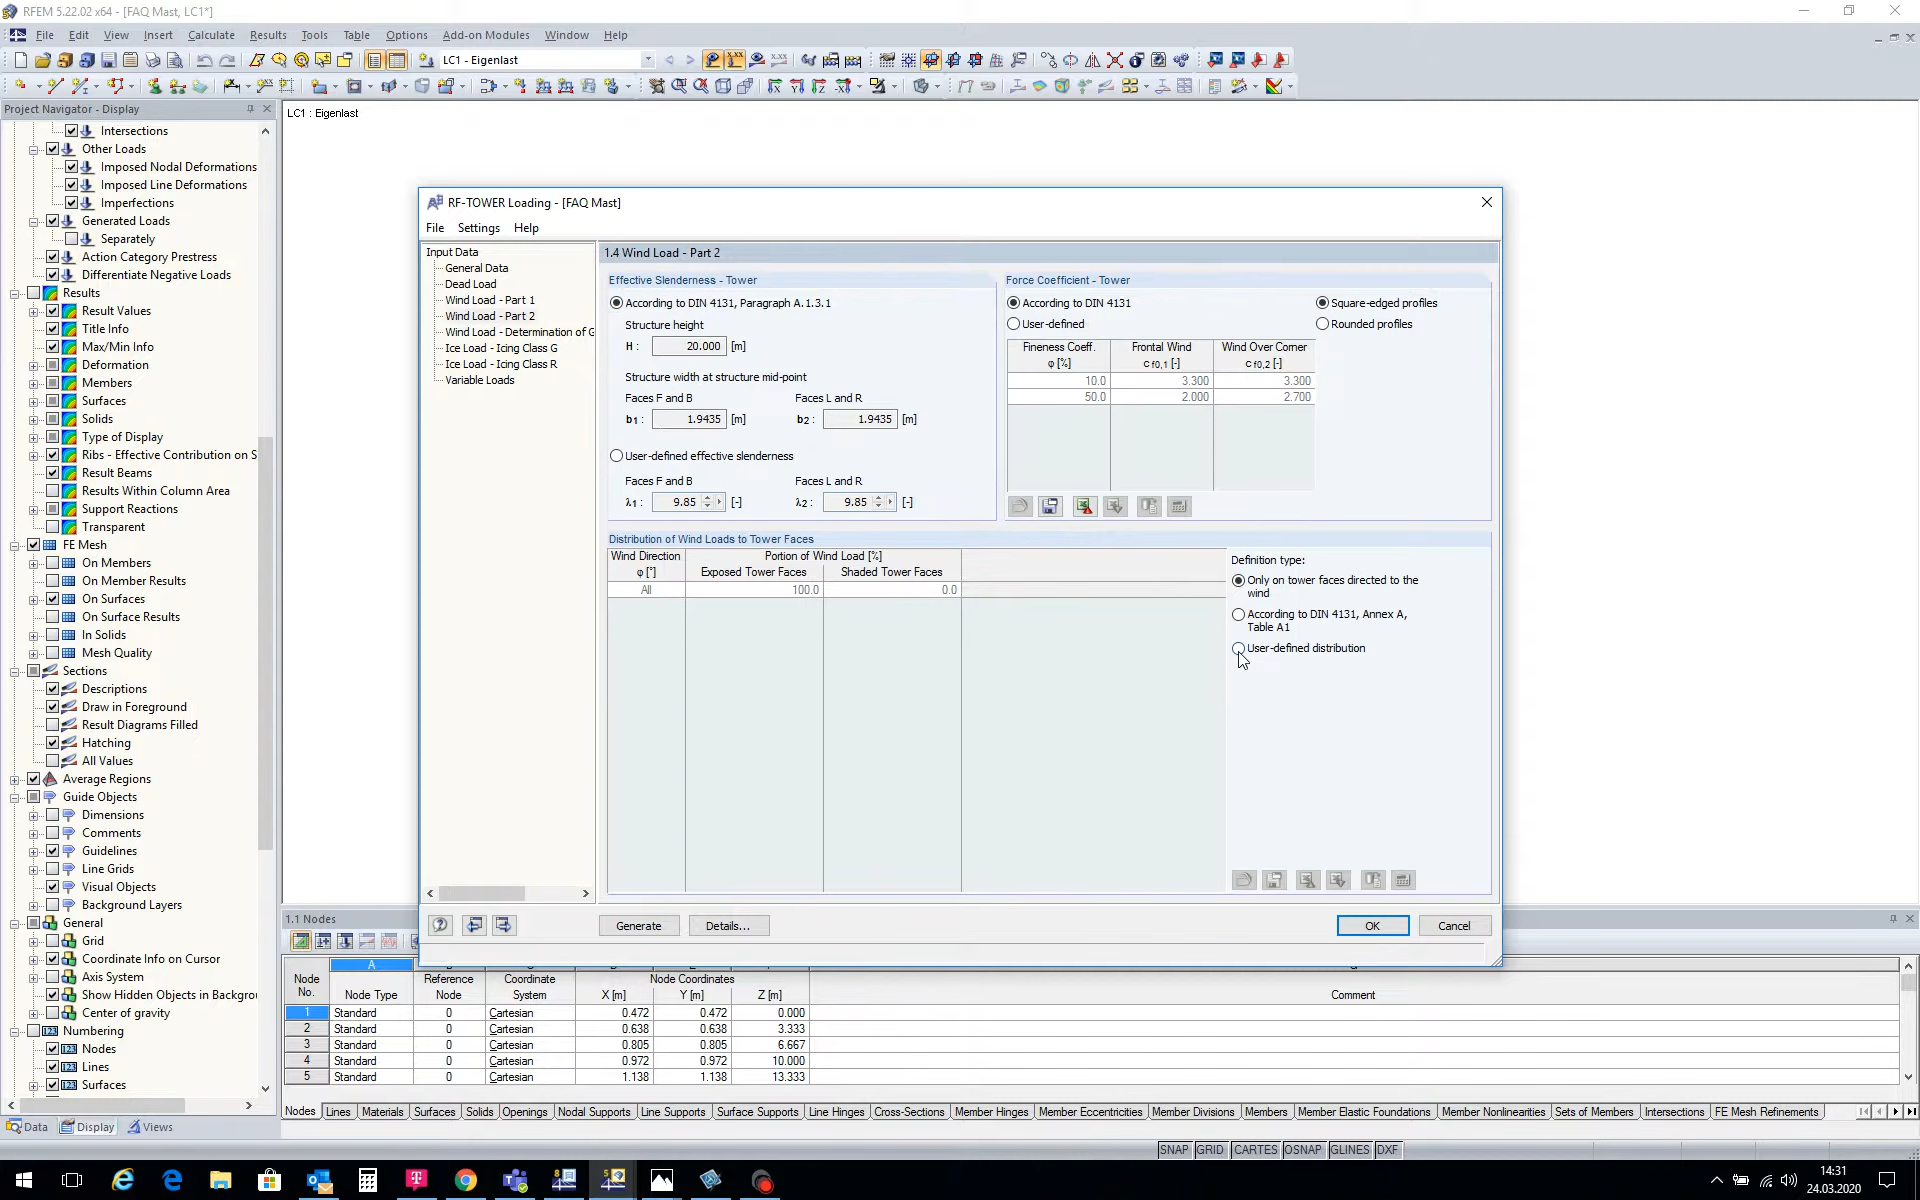 RFEM 5.22.02 x64 - [FAQ Mast, LC1*]
File Edit View Insert Calculate Results Tools Table Options Add-on Modules Window Help
LC1 - Eigenlast
Project Navigator - Display
LC1 : Eigenlast
Intersections
Other Loads
Imposed Nodal Deformations
Imposed Line Deformations
Imperfections
Generated Loads
Separately
Action Category Prestress
Differentiate Negative Loads
Results
Result Values
Title Info
Max/Min Info
Deformation
Members
Surfaces
Solids
Type of Display
Ribs - Effective Contribution on S
Result Beams
Results Within Column Area
Support Reactions
Transparent
FE Mesh
On Members
On Member Results
On Surfaces
On Surface Results
In Solids
Mesh Quality
Sections
Descriptions
Draw in Foreground
Result Diagrams Filled
Hatching
All Values
Average Regions
Guide Objects
Dimensions
Comments
Guidelines
Line Grids
Visual Objects
Background Layers
General
Grid
Coordinate Info on Cursor
Axis System
Show Hidden Objects in Backgrou
Center of gravity
Numbering
Nodes
Lines
Surfaces
Data Display Views
RF-TOWER Loading - [FAQ Mast]
File Settings Help
Input Data
General Data
Dead Load
Wind Load - Part 1
Wind Load - Part 2
Wind Load - Determination of G
Ice Load - Icing Class G
Ice Load - Icing Class R
Variable Loads
1.4 Wind Load - Part 2
Effective Slenderness - Tower
According to DIN 4131, Paragraph A.1.3.1
Structure height
H : 20.000 [m]
Structure width at structure mid-point
Faces F and B Faces L and R
b1 : 1.9435 [m] b2 : 1.9435 [m]
User-defined effective slenderness
Faces F and B Faces L and R
λ1 : 9.85 [-] λ2 : 9.85 [-]
Force Coefficient - Tower
According to DIN 4131 Square-edged profiles
User-defined Rounded profiles
Fineness Coeff. Frontal Wind Wind Over Corner
φ [%] c f0,1 [-] c f0,2 [-]
10.0 3.300 3.300
50.0 2.000 2.700
Distribution of Wind Loads to Tower Faces
Wind Direction Portion of Wind Load [%]
φ [°] Exposed Tower Faces Shaded Tower Faces
All 100.0 0.0
Definition type:
Only on tower faces directed to the
wind
According to DIN 4131, Annex A,
Table A1
User-defined distribution
Generate Details... OK Cancel
1.1 Nodes
A
Node Reference Coordinate Node Coordinates
No. Node Type Node System X [m] Y [m] Z [m] Comment
1 Standard 0 Cartesian 0.472 0.472 0.000
2 Standard 0 Cartesian 0.638 0.638 3.333
3 Standard 0 Cartesian 0.805 0.805 6.667
4 Standard 0 Cartesian 0.972 0.972 10.000
5 Standard 0 Cartesian 1.138 1.138 13.333
Nodes Lines Materials Surfaces Solids Openings Nodal Supports Line Supports Surface Supports Line Hinges Cross-Sections Member Hinges Member Eccentricities Member Divisions Members Member Elastic Foundations Member Nonlinearities Sets of Members Intersections FE Mesh Refinements
SNAP GRID CARTES OSNAP GLINES DXF
14:31
24.03.2020